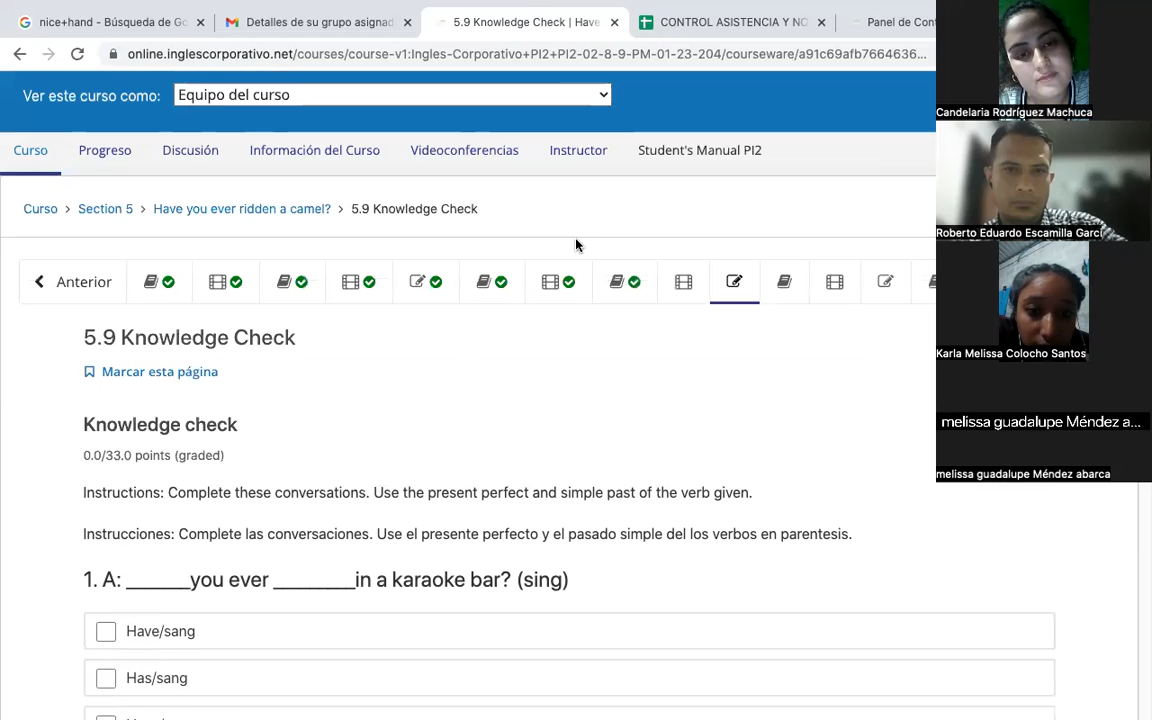 nice+hand - Búsqueda de Go
Detalles de su grupo asignad
5.9 Knowledge Check | Have
CONTROL ASISTENCIA Y NO
Panel de Con
online.inglescorporativo.net/courses/course-v1:Ingles-Corporativo+PI2+PI2-02-8-9-PM-01-23-204/courseware/a91c69afb7664636...
Ver este curso como:
Equipo del curso
Curso
Progreso
Discusión
Información del Curso
Videoconferencias
Instructor
Student's Manual PI2
Curso > Section 5 > Have you ever ridden a camel? > 5.9 Knowledge Check
Anterior
5.9 Knowledge Check
Marcar esta página
Knowledge check
0.0/33.0 points (graded)
Instructions: Complete these conversations. Use the present perfect and simple past of the verb given.
Instrucciones: Complete las conversaciones. Use el presente perfecto y el pasado simple del los verbos en parentesis.
1. A: ______you ever ________in a karaoke bar? (sing)
Have/sang
Has/sang
Candelaria Rodríguez Machuca
Roberto Eduardo Escamilla Garcí
Karla Melissa Colocho Santos
melissa guadalupe Méndez a...
melissa guadalupe Méndez abarca